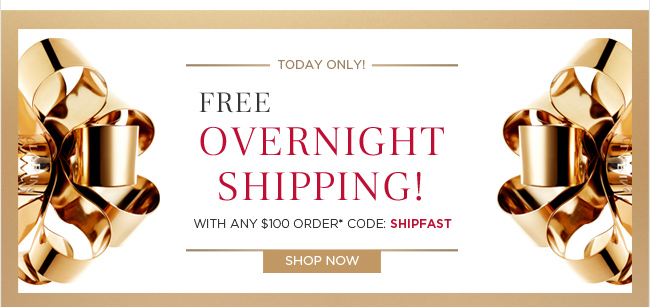 TODAY ONLY!
FREE
OVERNIGHT
SHIPPING!
WITH ANY $100 ORDER* CODE: SHIPFAST
SHOP NOW